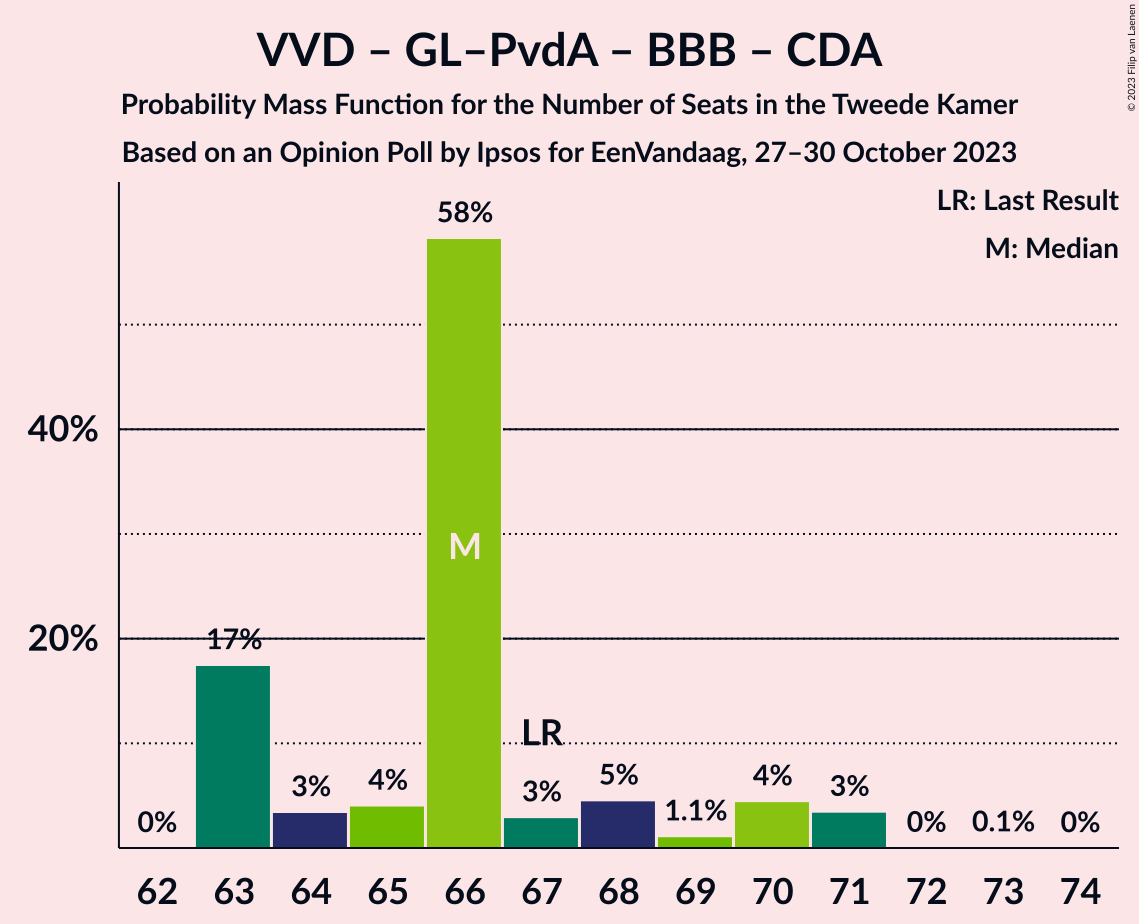 VVD – GL–PvdA – BBB – CDA
Probability Mass Function for the Number of Seats in the Tweede Kamer
Based on an Opinion Poll by Ipsos for EenVandaag, 27–30 October 2023
© 2023 Filip van Laenen
LR: Last Result
M: Median
58%
40%
M
20%
17%
LR
0%
3%
4%
3%
5%
1.1%
4%
3%
0%
0.1%
0%
62 63 64 65 66 67 68 69 70 71 72 73 74